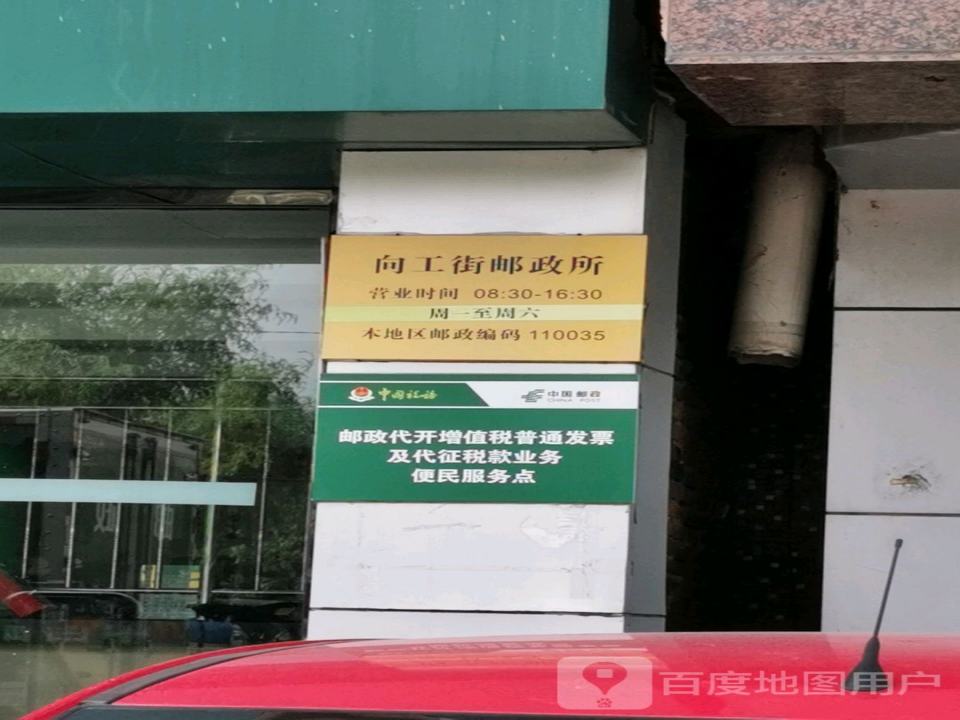 向工街邮政所
营业时间 08:30-16:30
周一至周六
本地区邮政编码 110035
中国税务
中国邮政
CHINA POST
邮政代开增值税普通发票
及代征税款业务
便民服务点
百度地图用户